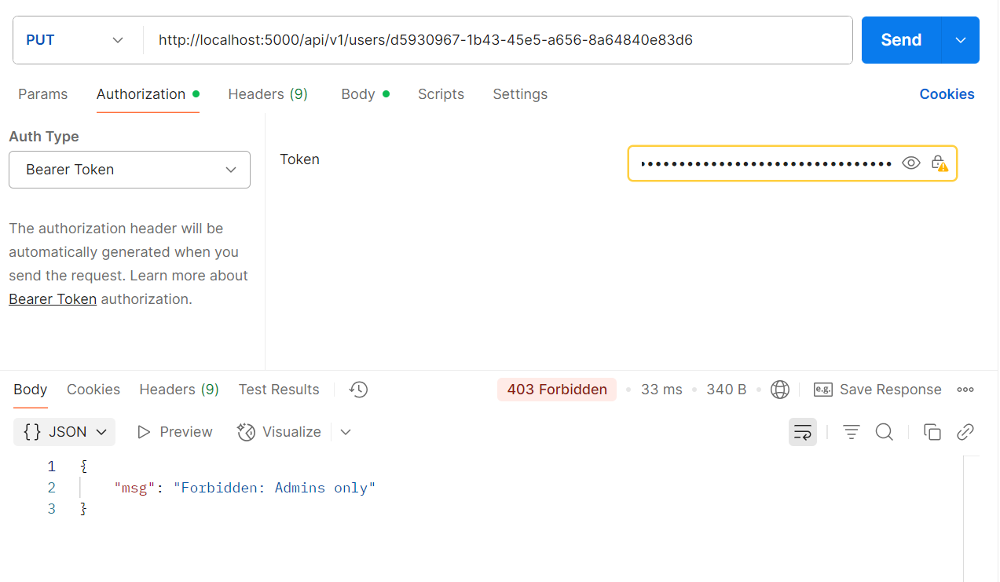 PUT http://localhost:5000/api/v1/users/d5930967-1b43-45e5-a656-8a64840e83d6 Send
Params Authorization Headers (9) Body Scripts Settings Cookies
Auth Type
Bearer Token
Token
The authorization header will be
automatically generated when you
send the request. Learn more about
Bearer Token authorization.
Body Cookies Headers (9) Test Results 403 Forbidden 33 ms 340 B e.g. Save Response
{} JSON Preview Visualize
1 {
2 "msg": "Forbidden: Admins only"
3 }